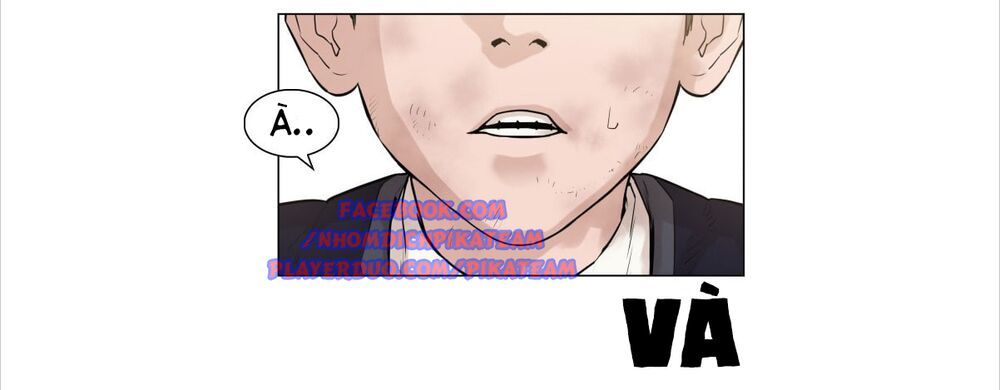 À..
FACEBOOK.COM
/NHOMDICHPIKATEAM
PLAYERDUO.COM/PIKATEAM
VÀ